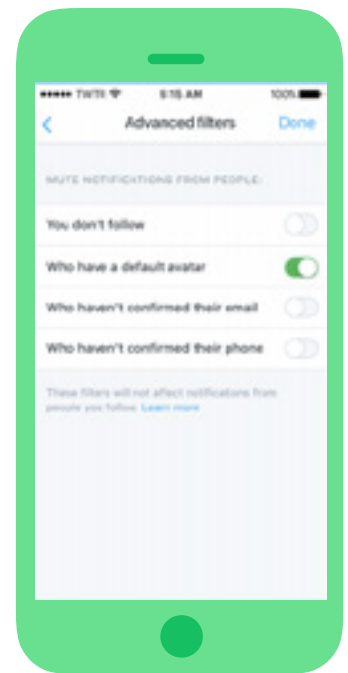 TWTR 9:15 AM 100%
Advanced filters Done
MUTE NOTIFICATIONS FROM PEOPLE:
You don't follow
Who have a default avatar
Who haven't confirmed their email
Who haven't confirmed their phone
These filters will not affect notifications from
people you follow. Learn more